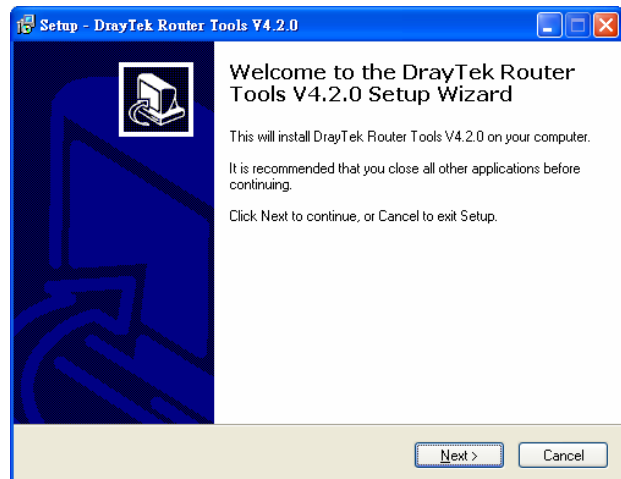 Setup - DrayTek Router Tools V4.2.0
Welcome to the DrayTek Router
Tools V4.2.0 Setup Wizard
This will install DrayTek Router Tools V4.2.0 on your computer.
It is recommended that you close all other applications before
continuing.
Click Next to continue, or Cancel to exit Setup.
Next >
Cancel